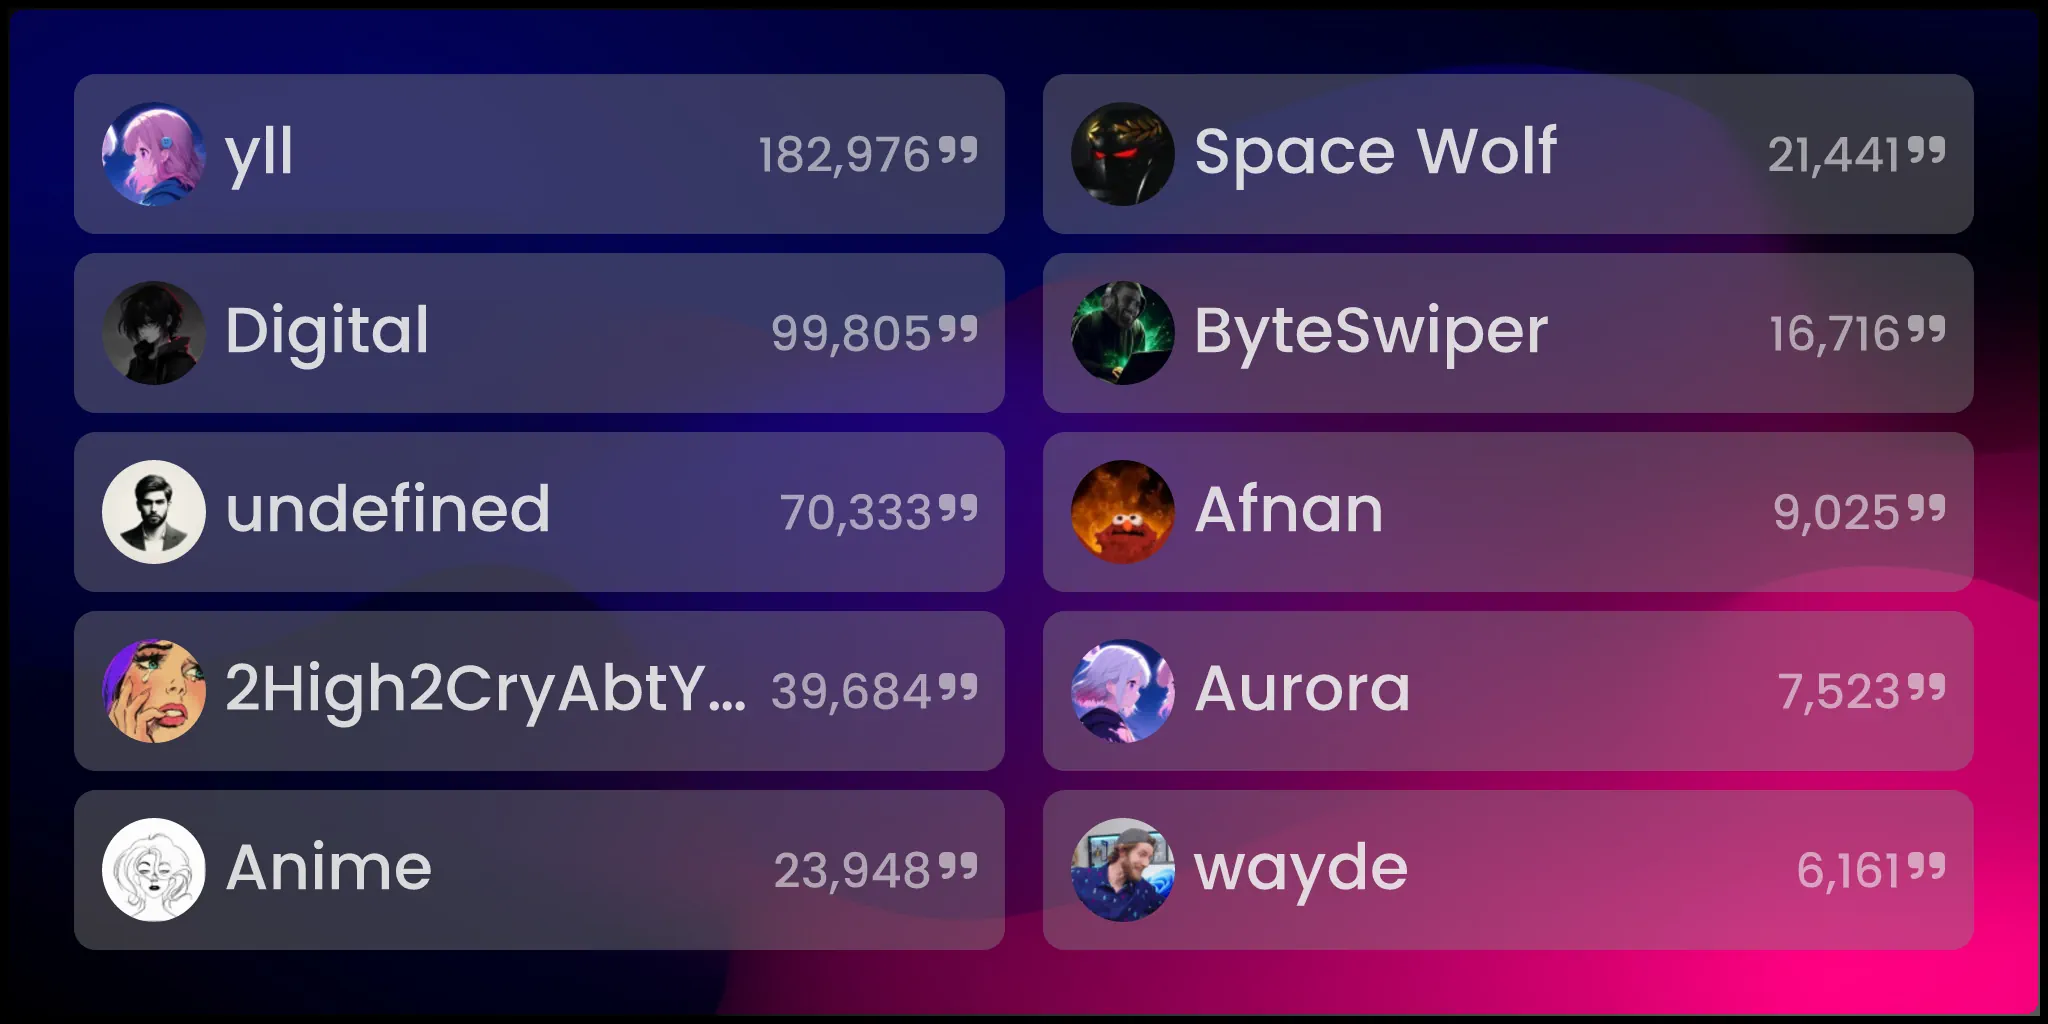 yll 182,976
Digital 99,805
undefined 70,333
2High2CryAbtY... 39,684
Anime 23,948
Space Wolf 21,441
ByteSwiper 16,716
Afnan 9,025
Aurora 7,523
wayde 6,161